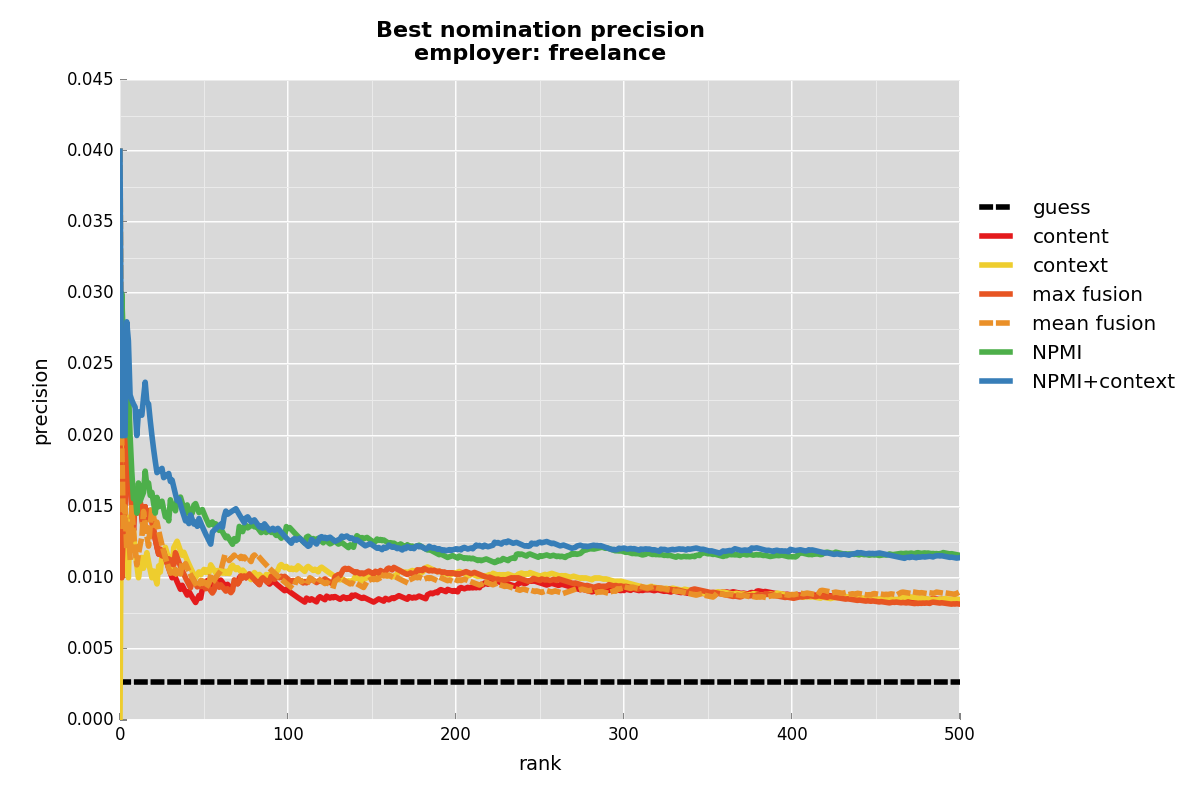 Best nomination precision
employer: freelance
precision
0.045
0.040
0.035
0.030
0.025
0.020
0.015
0.010
0.005
0.000
0
100
200
300
400
500
rank
guess
content
context
max fusion
mean fusion
NPMI
NPMI+context